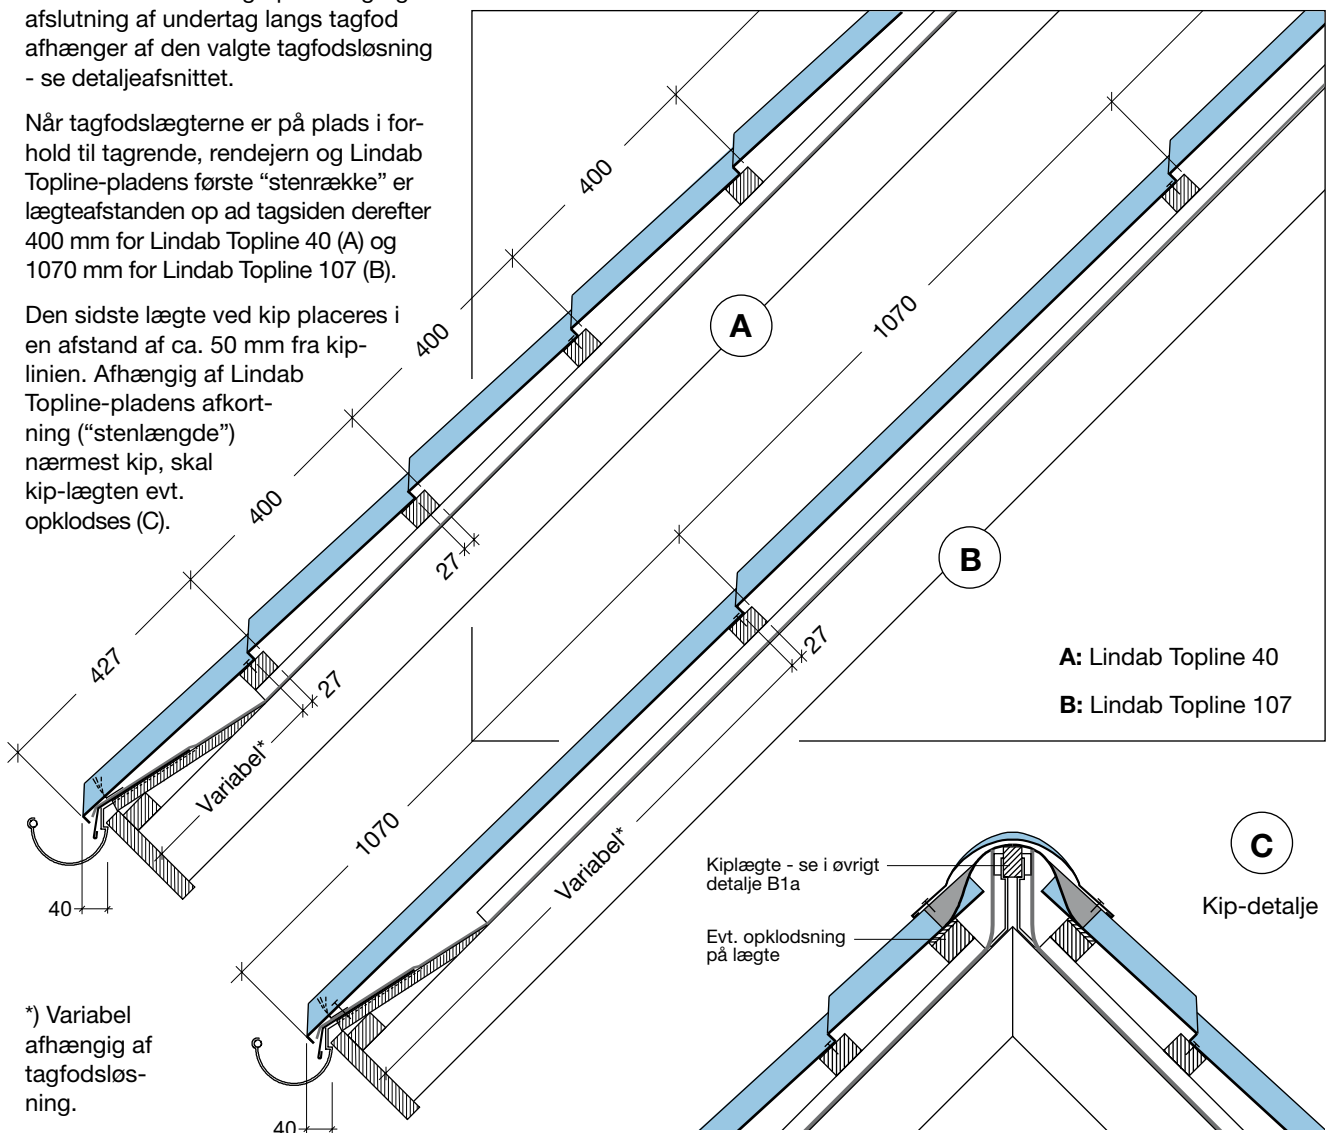 afslutning af undertag langs tagfod
afhænger af den valgte tagfodsløsning
- se detaljeafsnittet.
Når tagfodslægterne er på plads i for-
hold til tagrende, rendejern og Lindab
Topline-pladens første “stenrække” er
lægteafstanden op ad tagsiden derefter
400 mm for Lindab Topline 40 (A) og
1070 mm for Lindab Topline 107 (B).
Den sidste lægte ved kip placeres i
en afstand af ca. 50 mm fra kip-
linien. Afhængig af Lindab
Topline-pladens afkort-
ning (“stenlængde”)
nærmest kip, skal
kip-lægten evt.
opklodses (C).
400
400
400
427
27
27
Variabel*
40
A
1070
1070
27
Variabel*
40
B
A: Lindab Topline 40
B: Lindab Topline 107
C
Kip-detalje
Kiplægte - se i øvrigt
detalje B1a
Evt. opklodsning
på lægte
*) Variabel
afhængig af
tagfodsløs-
ning.